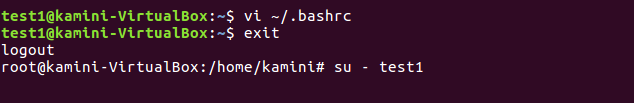 test1@kamini-VirtualBox:~$ vi ~/.bashrc
test1@kamini-VirtualBox:~$ exit
logout
root@kamini-VirtualBox:/home/kamini# su - test1